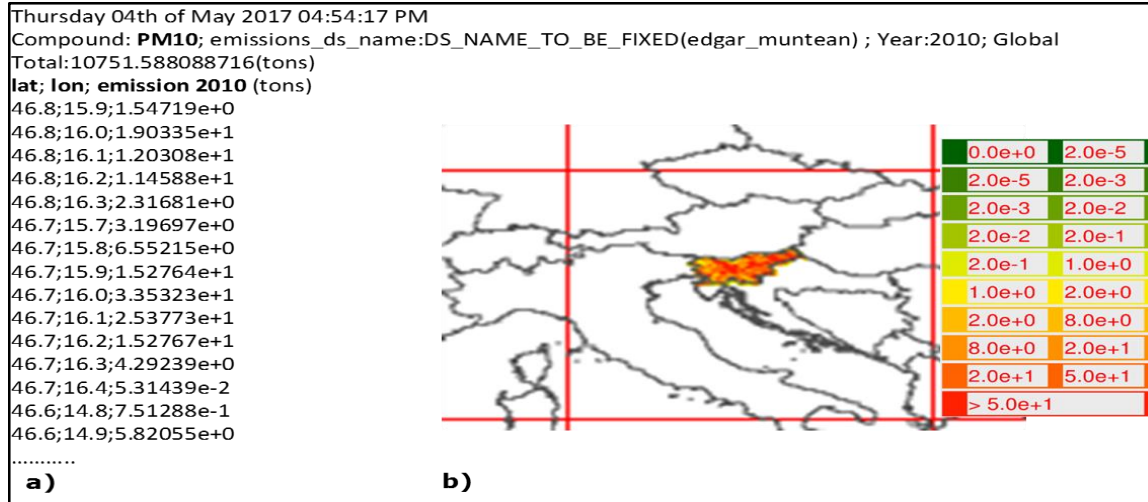 Thursday 04th of May 2017 04:54:17 PM
Compound: PM10; emissions_ds_name:DS_NAME_TO_BE_FIXED(edgar_muntean) ; Year:2010; Global
Total:10751.588088716(tons)
lat; lon; emission 2010 (tons)
46.8;15.9;1.54719e+0
46.8;16.0;1.90335e+1
46.8;16.1;1.20308e+1
46.8;16.2;1.14588e+1
46.8;16.3;2.31681e+0
46.7;15.7;3.19697e+0
46.7;15.8;6.55215e+0
46.7;15.9;1.52764e+1
46.7;16.0;3.35323e+1
46.7;16.1;2.53773e+1
46.7;16.2;1.52767e+1
46.7;16.3;4.29239e+0
46.7;16.4;5.31439e-2
46.6;14.8;7.51288e-1
46.6;14.9;5.82055e+0
...........
a)
0.0e+0 2.0e-5
2.0e-5 2.0e-3
2.0e-3 2.0e-2
2.0e-2 2.0e-1
2.0e-1 1.0e+0
1.0e+0 2.0e+0
2.0e+0 8.0e+0
8.0e+0 2.0e+1
2.0e+1 5.0e+1
> 5.0e+1
b)